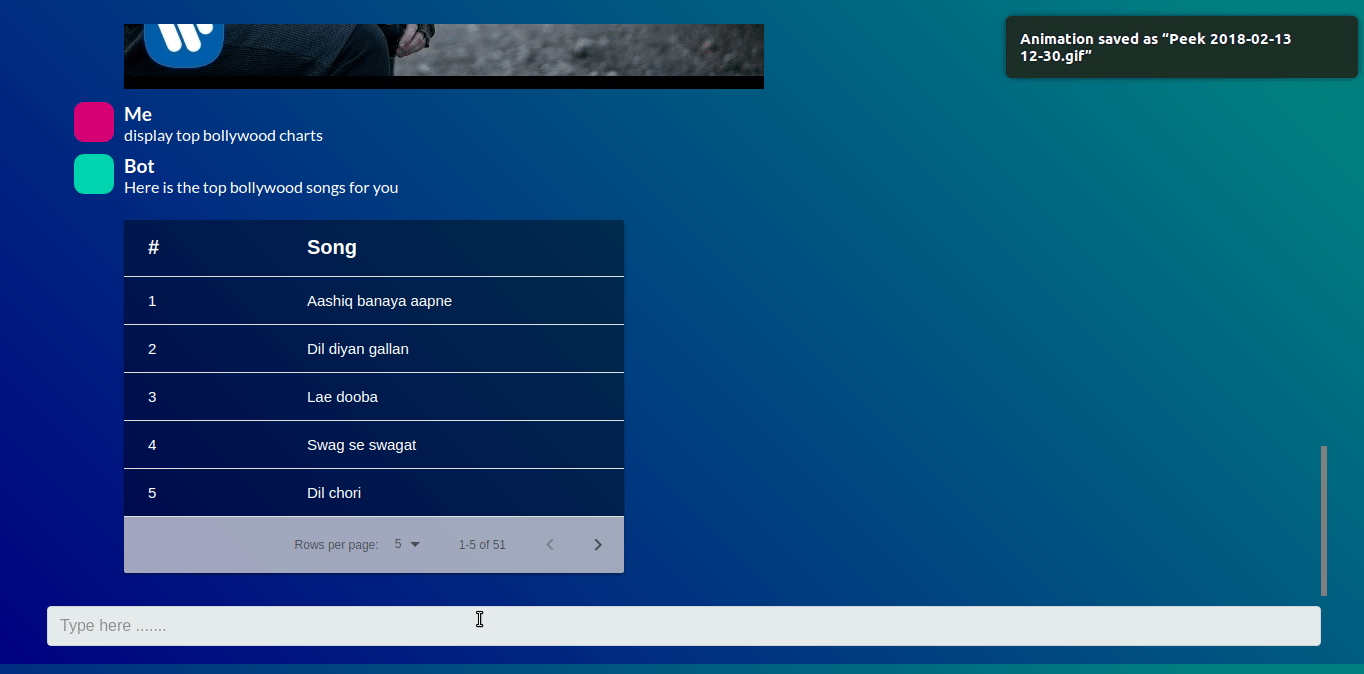 Animation saved as “Peek 2018-02-13
12-30.gif”
Me
display top bollywood charts
Bot
Here is the top bollywood songs for you
# Song
1 Aashiq banaya aapne
2 Dil diyan gallan
3 Lae dooba
4 Swag se swagat
5 Dil chori
Rows per page: 5 1-5 of 51
Type here .......